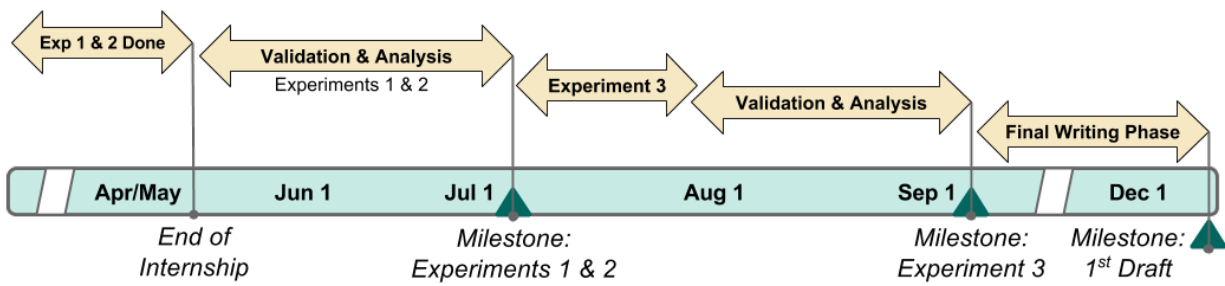 Exp 1 & 2 Done
Validation & Analysis
Experiments 1 & 2
Experiment 3
Validation & Analysis
Final Writing Phase
Apr/May
Jun 1
Jul 1
Aug 1
Sep 1
Dec 1
End of
Internship
Milestone:
Experiments 1 & 2
Milestone:
Experiment 3
Milestone:
1st Draft